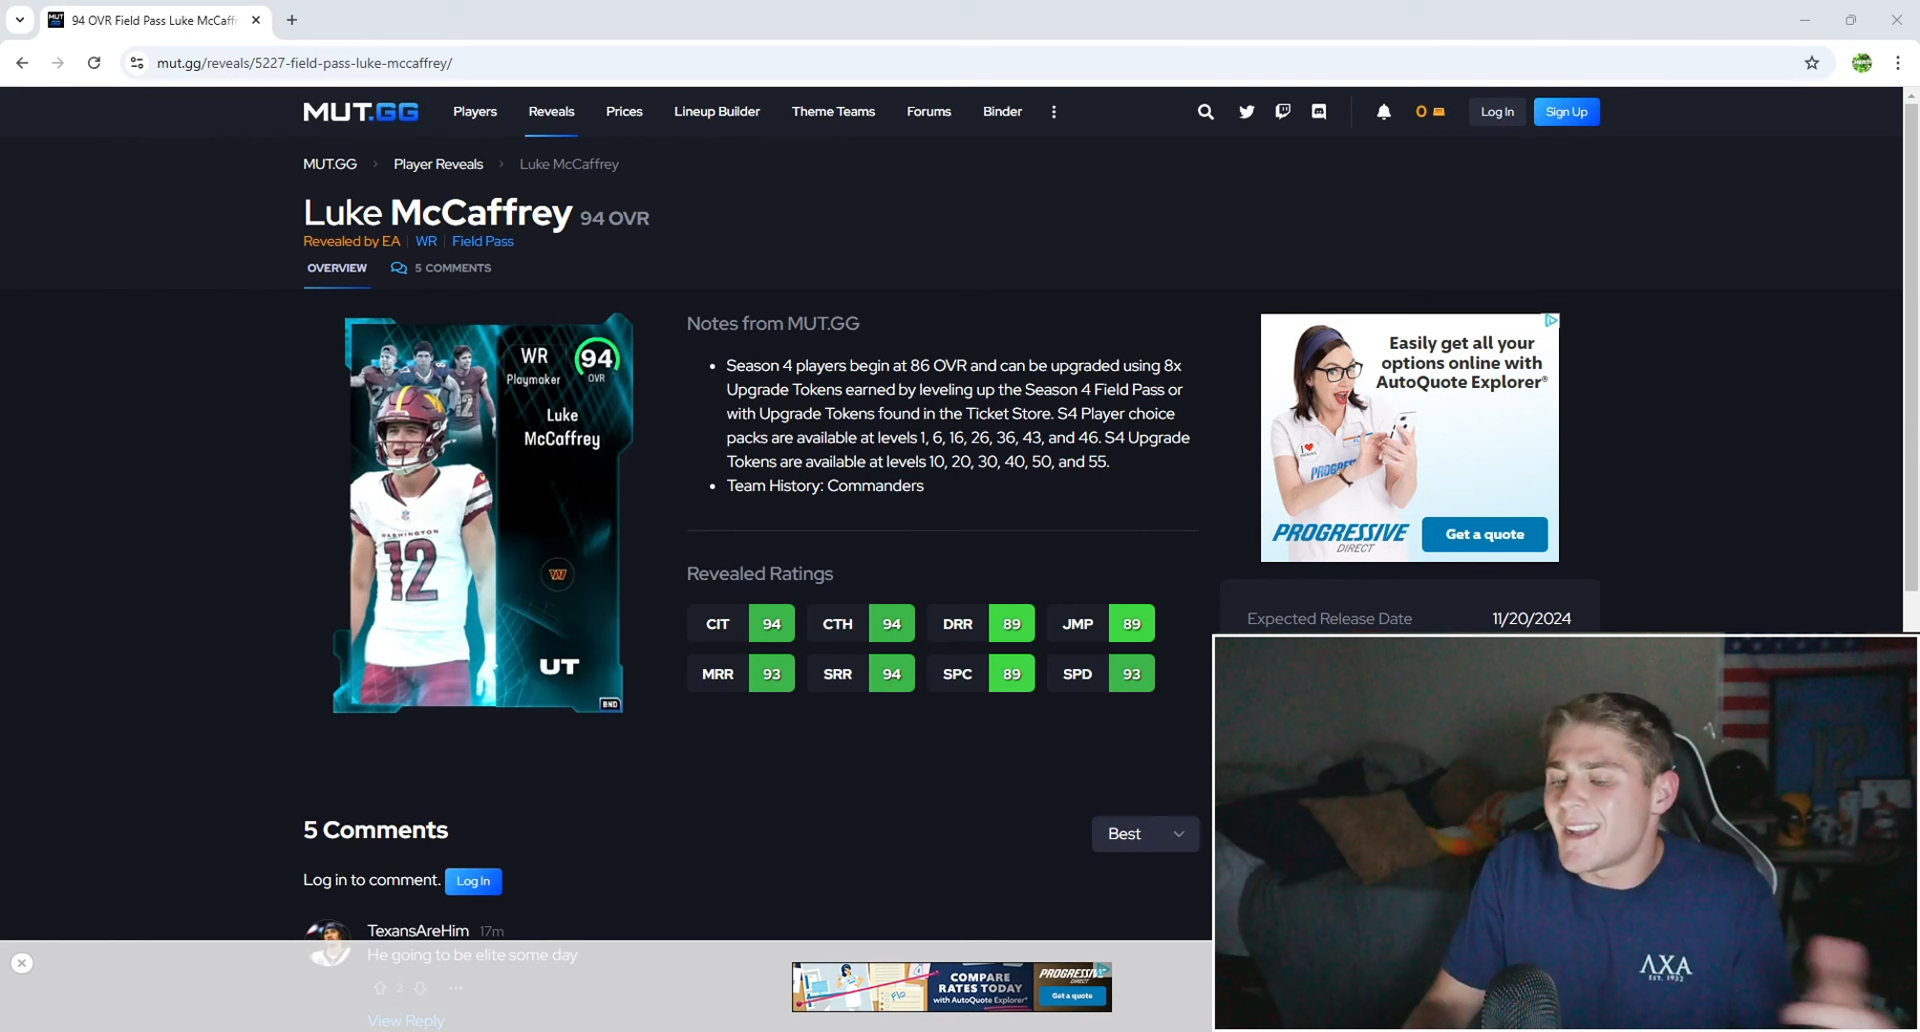 94 OVR Field Pass Luke McCaff
mut.gg/reveals/5227-field-pass-luke-mccaffrey/
MUT.GG
Players
Reveals
Prices
Lineup Builder
Theme Teams
Forums
Binder
0
Log In
Sign Up
MUT.GG > Player Reveals > Luke McCaffrey
Luke McCaffrey 94 OVR
Revealed by EA | WR | Field Pass
OVERVIEW
5 COMMENTS
WR
Playmaker
94
OVR
Luke
McCaffrey
WASHINGTON
12
W
UT
BND
Notes from MUT.GG
• Season 4 players begin at 86 OVR and can be upgraded using 8x
Upgrade Tokens earned by leveling up the Season 4 Field Pass or
with Upgrade Tokens found in the Ticket Store. S4 Player choice
packs are available at levels 1, 6, 16, 26, 36, 43, and 46. S4 Upgrade
Tokens are available at levels 10, 20, 30, 40, 50, and 55.
• Team History: Commanders
Revealed Ratings
CIT 94 CTH 94 DRR 89 JMP 89
MRR 93 SRR 94 SPC 89 SPD 93
Easily get all your
options online with
AutoQuote Explorer®
PROGRESSIVE
DIRECT
Get a quote
Expected Release Date 11/20/2024
5 Comments
Best
Log in to comment. Log In
TexansAreHim 17m
He going to be elite some day
2
View Reply
COMPARE
RATES TODAY
with AutoQuote Explorer®
PROGRESSIVE
Get a quote
ΛΧΑ